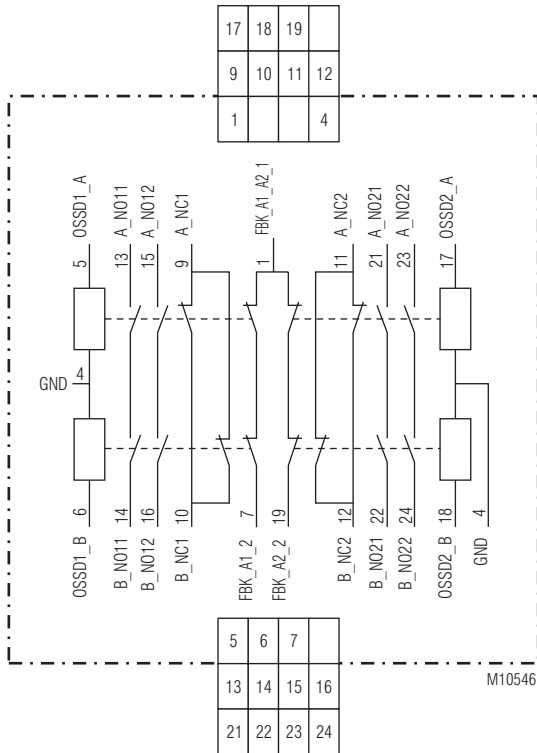 17 18 19
9 10 11 12
1 4
OSSD1_A
A_NO11
A_NO12
A_NC1
FBK_A1_A2_1
A_NC2
A_NO21
A_NO22
OSSD2_A
5 13 15 9 1 11 21 23 17
GND 4
6 14 16 10 7 19 12 22 24 18 4
OSSD1_B
B_NO11
B_NO12
B_NC1
FBK_A1_2
FBK_A2_2
B_NC2
B_NO21
B_NO22
OSSD2_B
GND
5 6 7
13 14 15 16
21 22 23 24
M10546